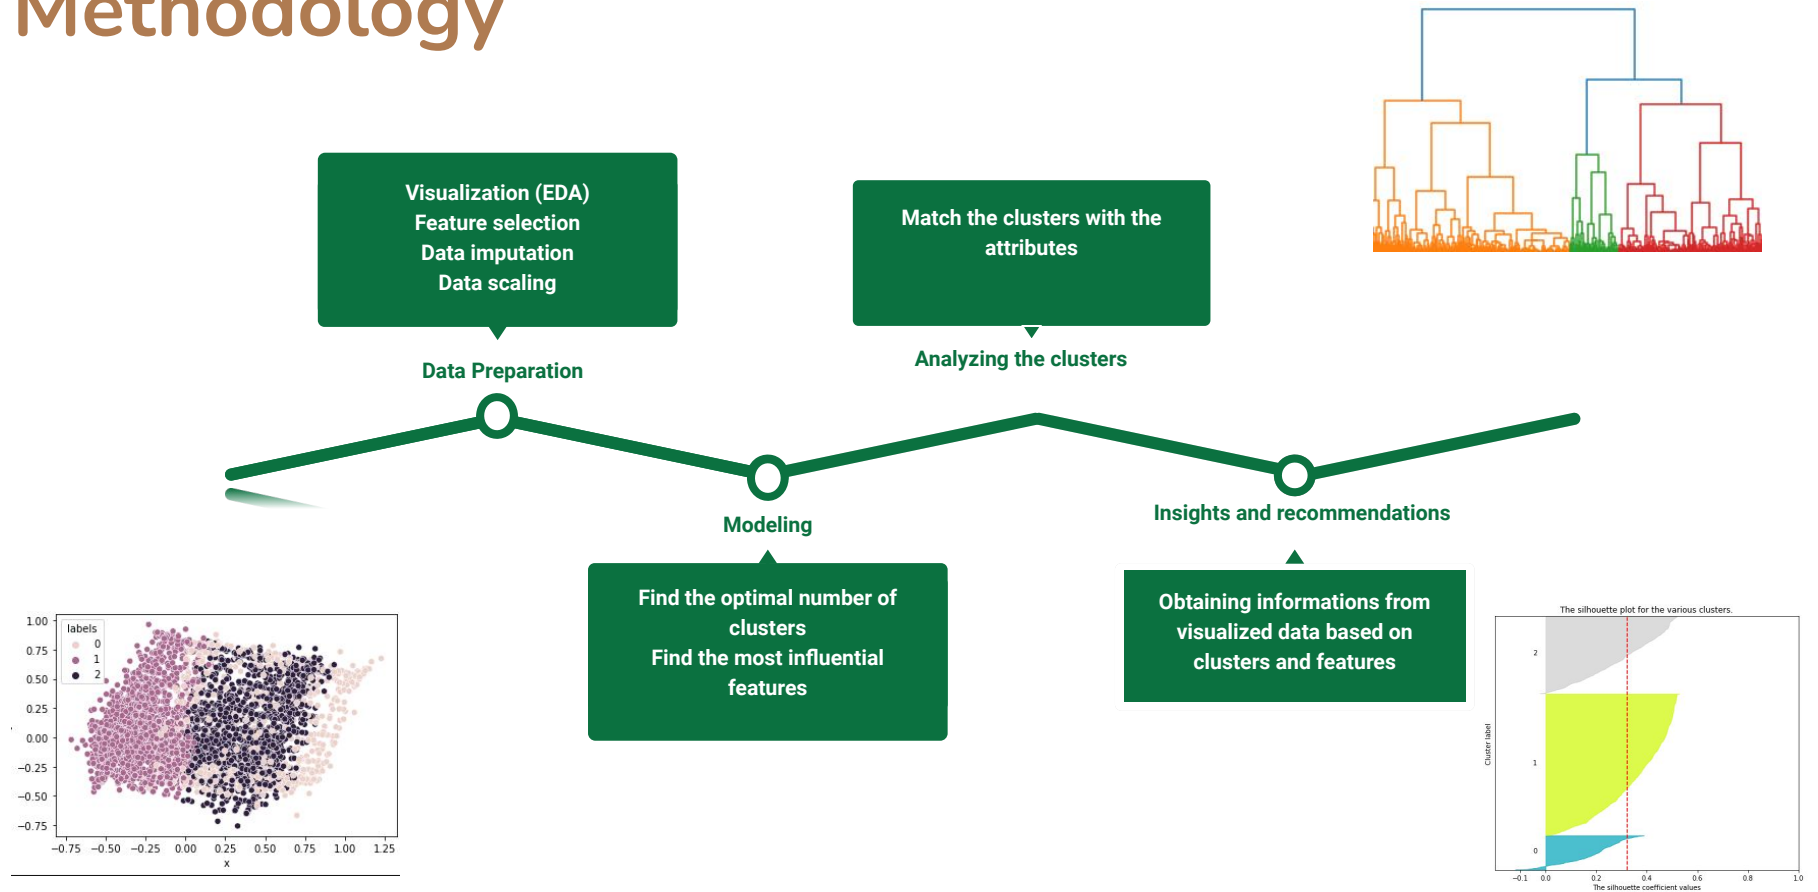 Methodology
Visualization (EDA)
Feature selection
Data imputation
Data scaling
Data Preparation
Match the clusters with the
attributes
Analyzing the clusters
Modeling
Find the optimal number of
clusters
Find the most influential
features
Insights and recommendations
Obtaining informations from
visualized data based on
clusters and features
labels
0
1
2
1.00
0.75
0.50
0.25
0.00
−0.25
−0.50
−0.75
−0.75 −0.50 −0.25 0.00 0.25 0.50 0.75 1.00 1.25
x
The silhouette plot for the various clusters.
Cluster label
2
1
0
−0.1 0.0 0.2 0.4 0.6 0.8 1.0
The silhouette coefficient values